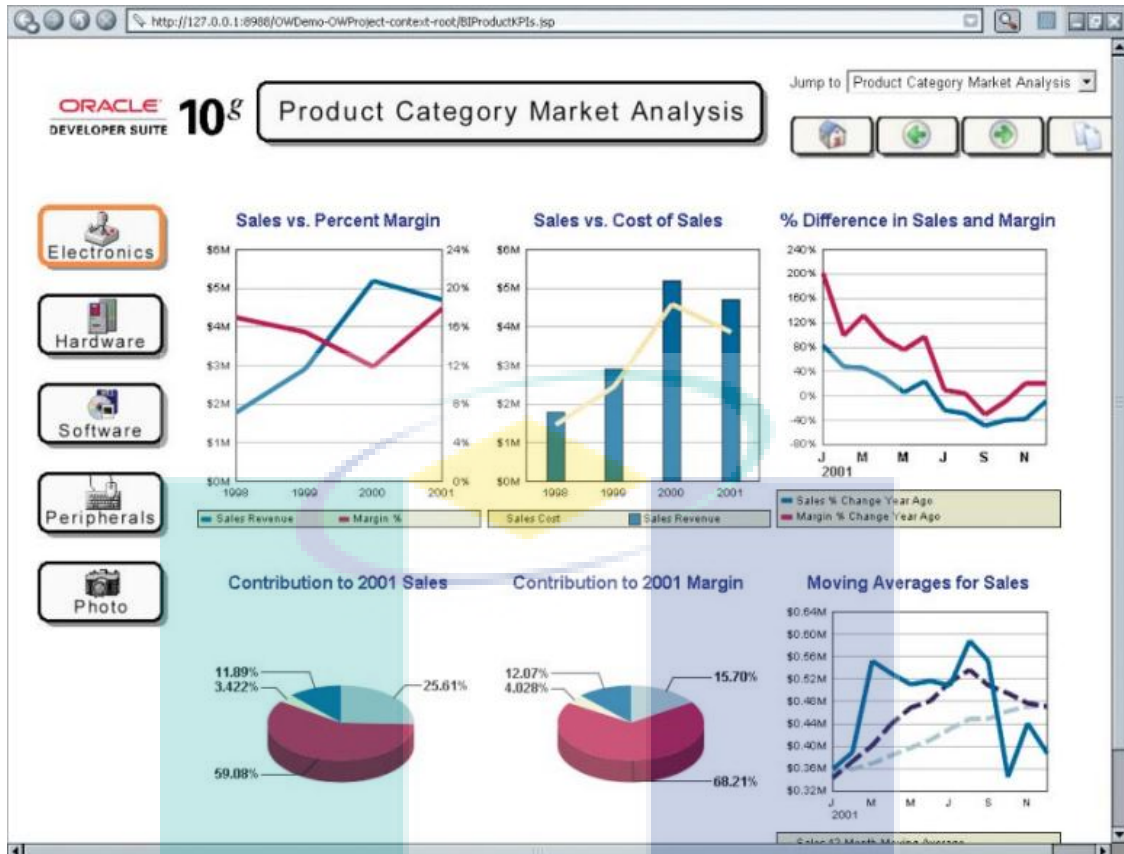 http://127.0.0.1:8988/OWDemo-OWProject-context-root/BIProductKPIs.jsp
ORACLE
DEVELOPER SUITE
10g
Product Category Market Analysis
Jump to Product Category Market Analysis
Electronics
Hardware
Software
Peripherals
Photo
Sales vs. Percent Margin
$6M
$5M
$4M
$3M
$2M
$1M
$0M
24%
20%
16%
12%
8%
4%
0%
1998 1999 2000 2001
Sales Revenue Margin %
Sales vs. Cost of Sales
$6M
$5M
$4M
$3M
$2M
$1M
$0M
1998 1999 2000 2001
Sales Cost Sales Revenue
% Difference in Sales and Margin
240%
200%
160%
120%
80%
40%
0%
-40%
-80%
J M M J S N
2001
Sales % Change Year Ago
Margin % Change Year Ago
Contribution to 2001 Sales
11.89%
3.422%
25.61%
59.08%
Contribution to 2001 Margin
12.07%
4.028%
15.70%
68.21%
Moving Averages for Sales
$0.64M
$0.60M
$0.56M
$0.52M
$0.48M
$0.44M
$0.40M
$0.36M
$0.32M
J M M J S N
2001
Sales 12 Month Moving Average